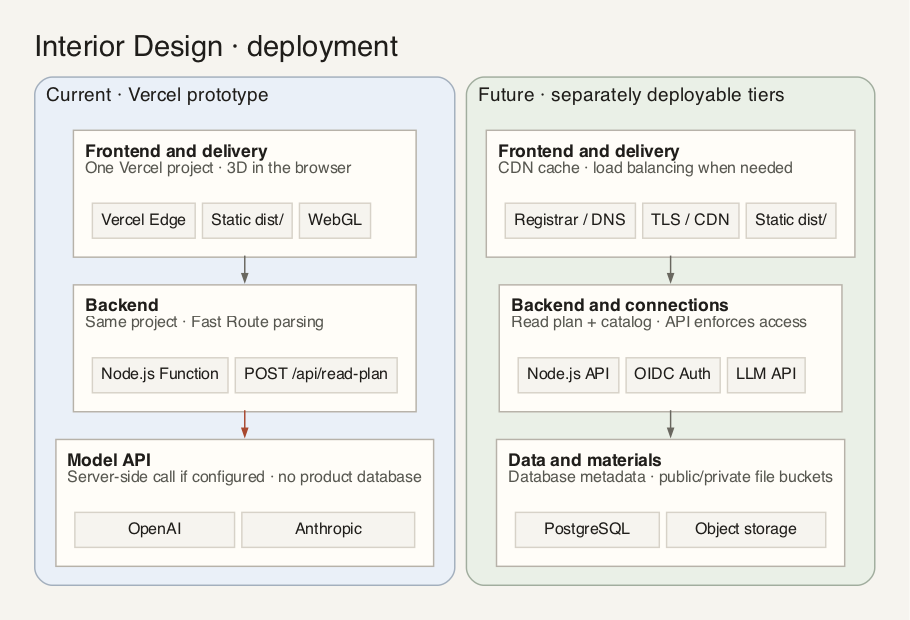 Interior Design · deployment
Current · Vercel prototype
Frontend and delivery
One Vercel project · 3D in the browser
Vercel Edge
Static dist/
WebGL
Backend
Same project · Fast Route parsing
Node.js Function
POST /api/read-plan
Model API
Server-side call if configured · no product database
OpenAI
Anthropic
Future · separately deployable tiers
Frontend and delivery
CDN cache · load balancing when needed
Registrar / DNS
TLS / CDN
Static dist/
Backend and connections
Read plan + catalog · API enforces access
Node.js API
OIDC Auth
LLM API
Data and materials
Database metadata · public/private file buckets
PostgreSQL
Object storage